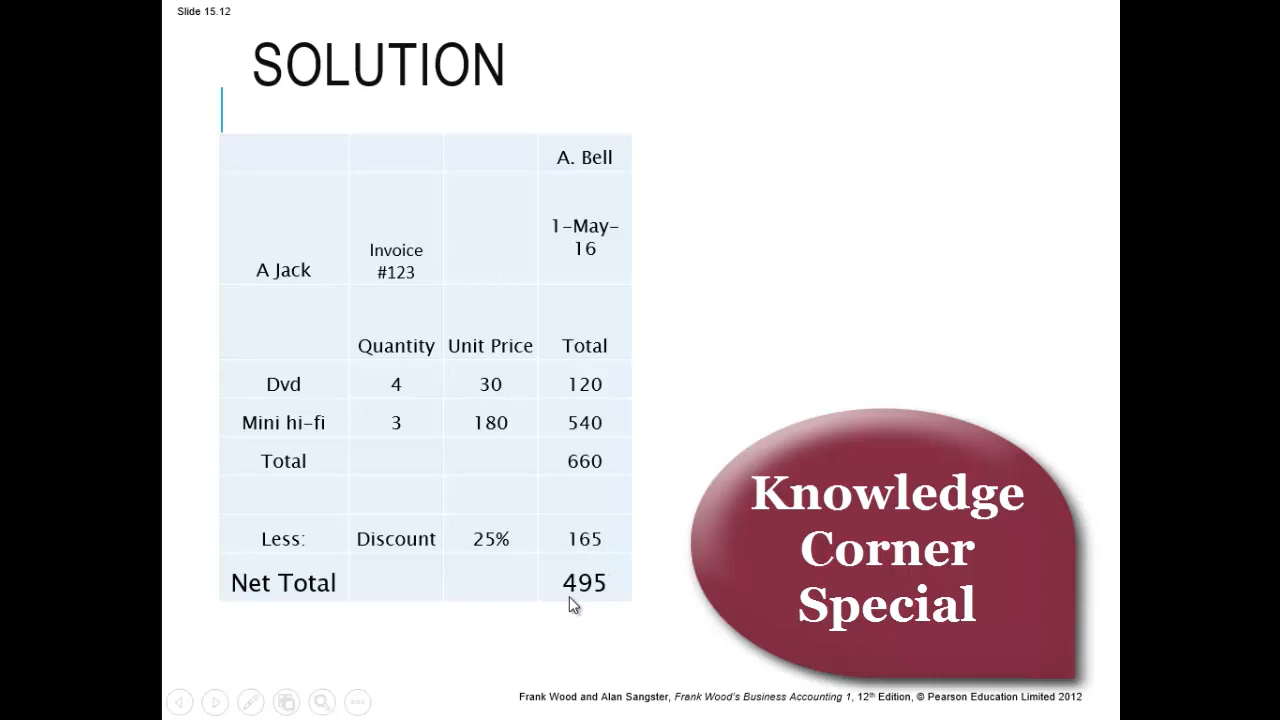 Slide 15.12
SOLUTION
A. Bell
A Jack
Invoice
#123
1-May-
16
Quantity Unit Price Total
Dvd 4 30 120
Mini hi-fi 3 180 540
Total 660
Less: Discount 25% 165
Net Total 495
Knowledge
Corner
Special
Frank Wood and Alan Sangster, Frank Wood's Business Accounting 1, 12th Edition, © Pearson Education Limited 2012